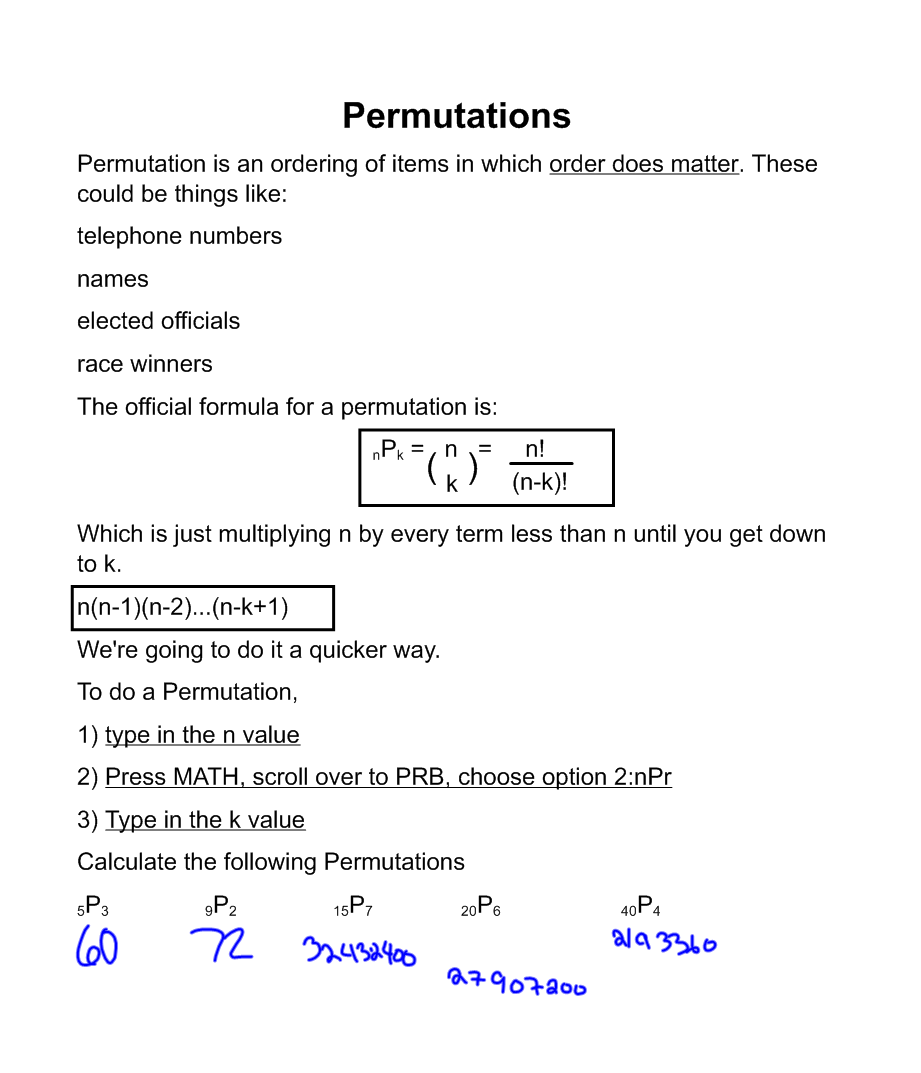 Permutations
Permutation is an ordering of items in which order does matter. These
could be things like:
telephone numbers
names
elected officials
race winners
The official formula for a permutation is:
nPk = (n k) = n!/(n-k)!
Which is just multiplying n by every term less than n until you get down
to k.
n(n-1)(n-2)...(n-k+1)
We're going to do it a quicker way.
To do a Permutation,
1) type in the n value
2) Press MATH, scroll over to PRB, choose option 2:nPr
3) Type in the k value
Calculate the following Permutations
5P3 9P2 15P7 20P6 40P4
60 72 32432400 27907200 2193360